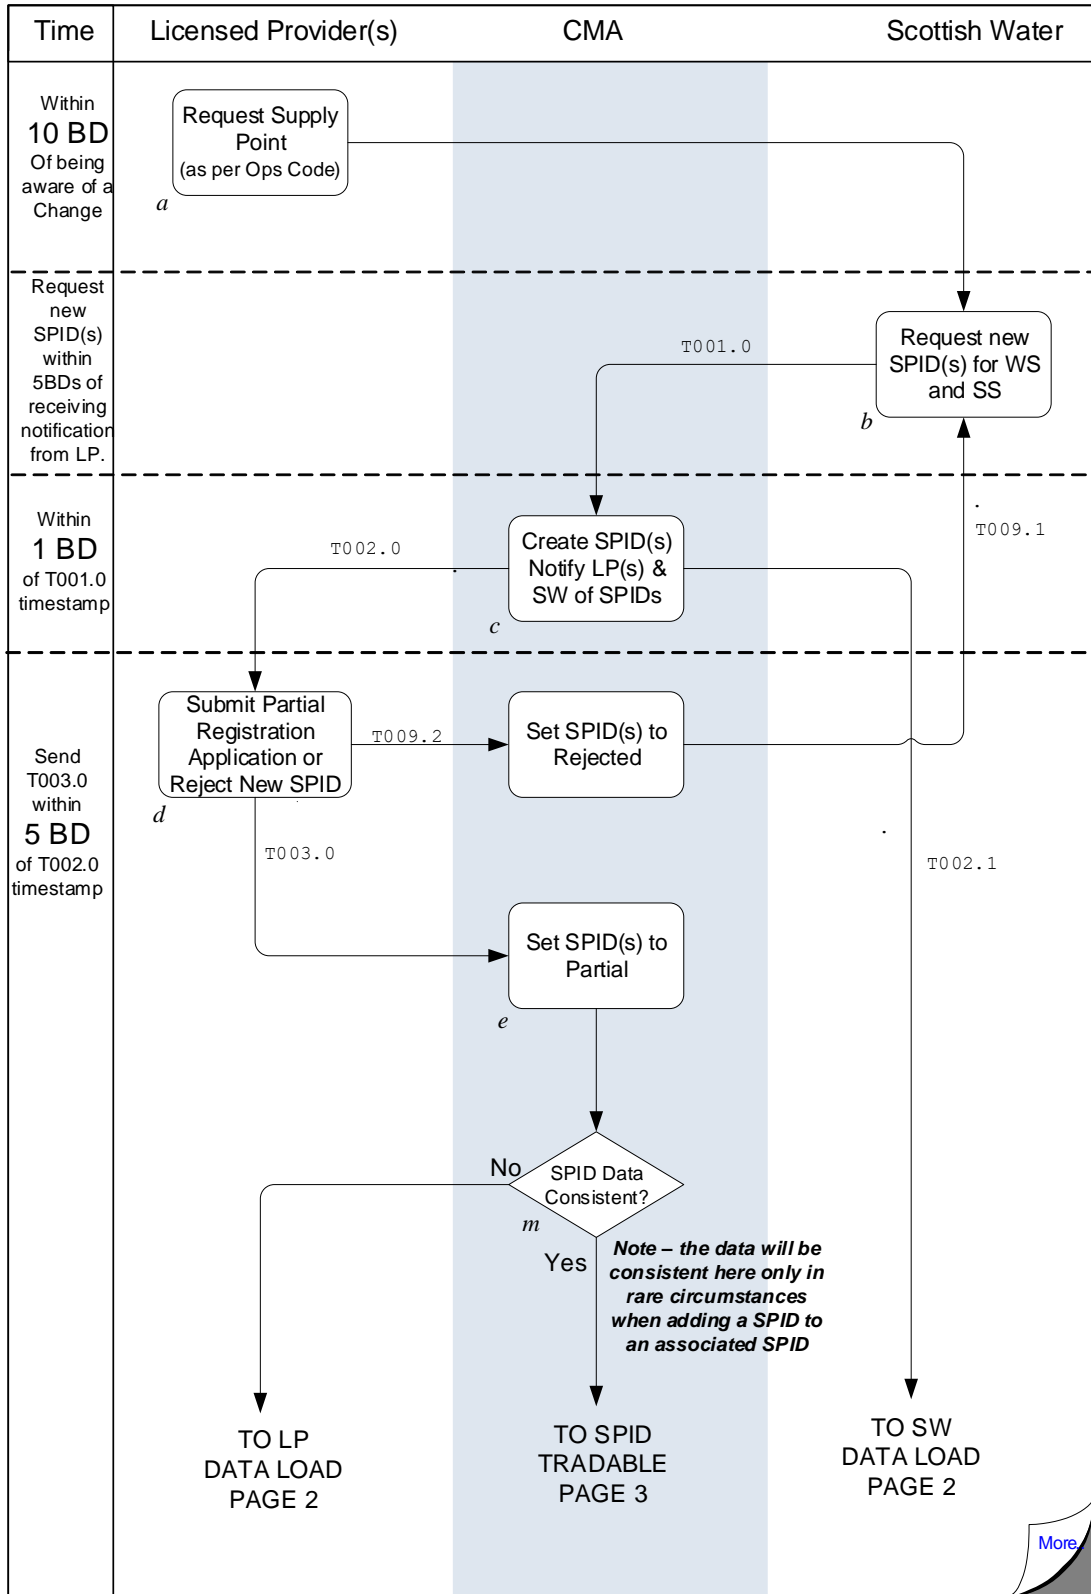 Time
Licensed Provider(s)
CMA
Scottish Water
Within
10 BD
Of being
aware of a
Change
Request Supply
Point
(as per Ops Code)
a
Request
new
SPID(s)
within
5BDs of
receiving
notification
from LP.
T001.0
Request new
SPID(s) for WS
and SS
b
Within
1 BD
of T001.0
timestamp
T002.0
Create SPID(s)
Notify LP(s) &
SW of SPIDs
c
T009.1
Send
T003.0
within
5 BD
of T002.0
timestamp
Submit Partial
Registration
Application or
Reject New SPID
d
T009.2
Set SPID(s) to
Rejected
T003.0
T002.1
Set SPID(s) to
Partial
e
No
SPID Data
Consistent?
m
Yes
Note – the data will be
consistent here only in
rare circumstances
when adding a SPID to
an associated SPID
TO LP
DATA LOAD
PAGE 2
TO SPID
TRADABLE
PAGE 3
TO SW
DATA LOAD
PAGE 2
More..